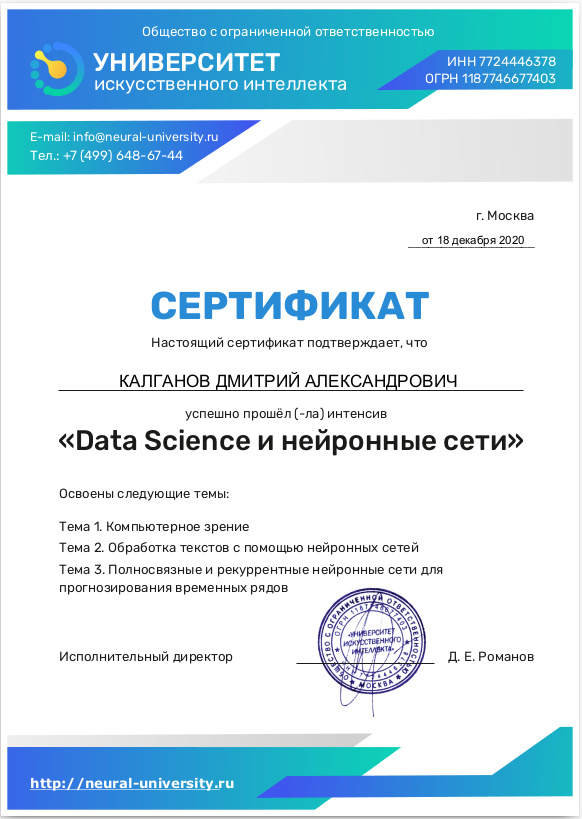 Общество с ограниченной ответственностью
УНИВЕРСИТЕТ
искусственного интеллекта
ИНН 7724446378
ОГРН 1187746677403
E-mail: info@neural-university.ru
Тел.: +7 (499) 648-67-44
г. Москва
от 18 декабря 2020
СЕРТИФИКАТ
Настоящий сертификат подтверждает, что
КАЛГАНОВ ДМИТРИЙ АЛЕКСАНДРОВИЧ
успешно прошёл (-ла) интенсив
«Data Science и нейронные сети»
Освоены следующие темы:
Тема 1. Компьютерное зрение
Тема 2. Обработка текстов с помощью нейронных сетей
Тема 3. Полносвязные и рекуррентные нейронные сети для
прогнозирования временных рядов
ОБЩЕСТВО С ОГРАНИЧЕННОЙ ОТВЕТСТВЕННОСТЬЮ
ОГРН 1187746677403
«УНИВЕРСИТЕТ
ИСКУССТВЕННОГО
ИНТЕЛЛЕКТА»
ИНН 7724446378
МОСКВА
Исполнительный директор
Д. Е. Романов
http://neural-university.ru